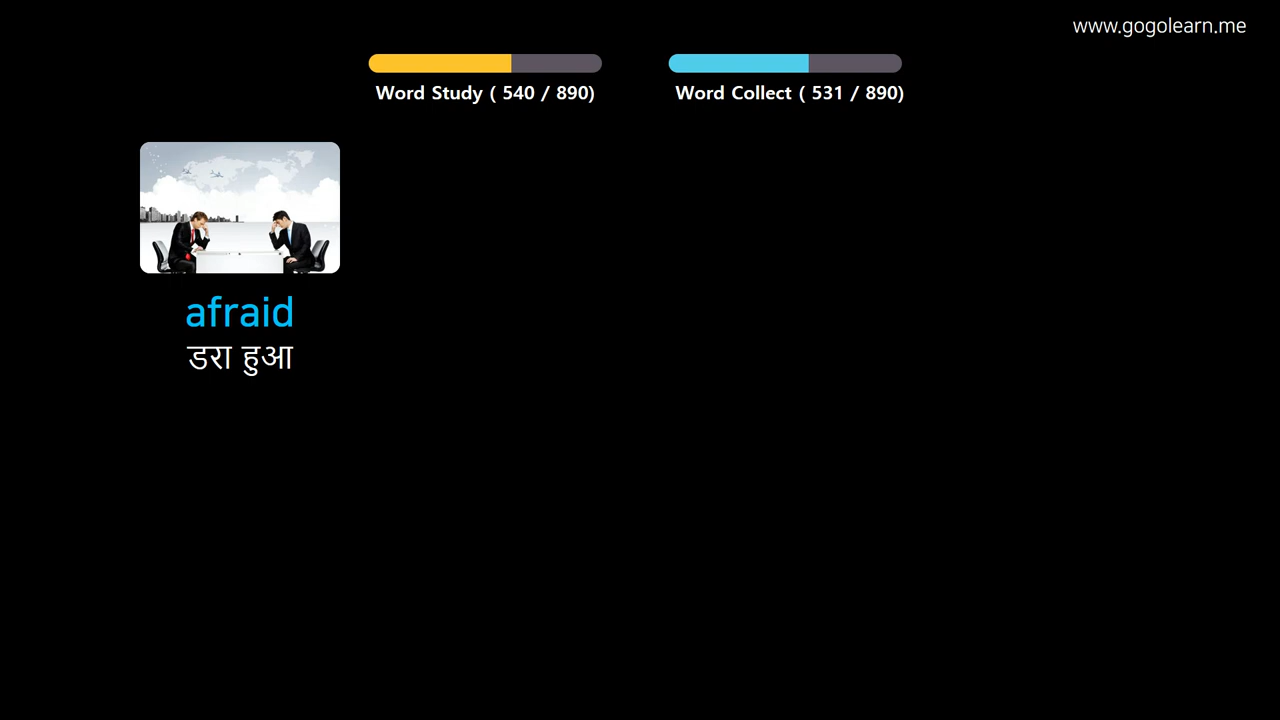 www.gogolearn.me
Word Study ( 540 / 890)
Word Collect ( 531 / 890)
afraid
डरा हुआ